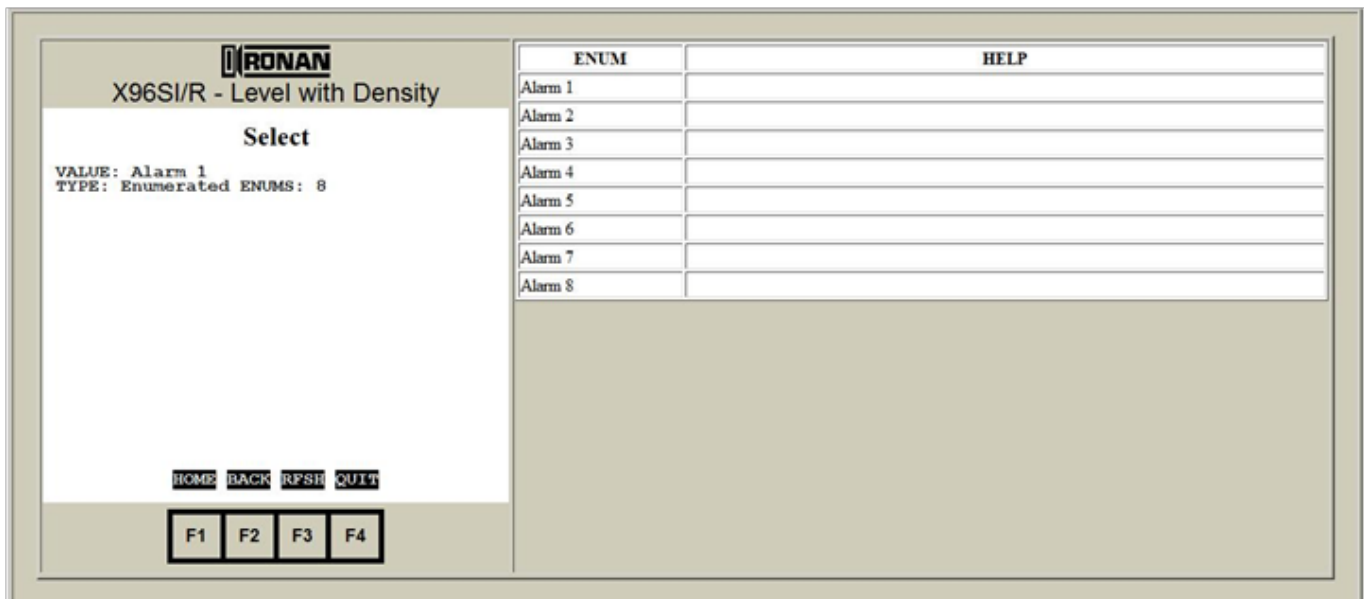 RONAN
X96SI/R - Level with Density
Select
VALUE: Alarm 1
TYPE: Enumerated ENUMS: 8
HOME BACK RFSH QUIT
F1 F2 F3 F4
ENUM HELP
Alarm 1
Alarm 2
Alarm 3
Alarm 4
Alarm 5
Alarm 6
Alarm 7
Alarm 8